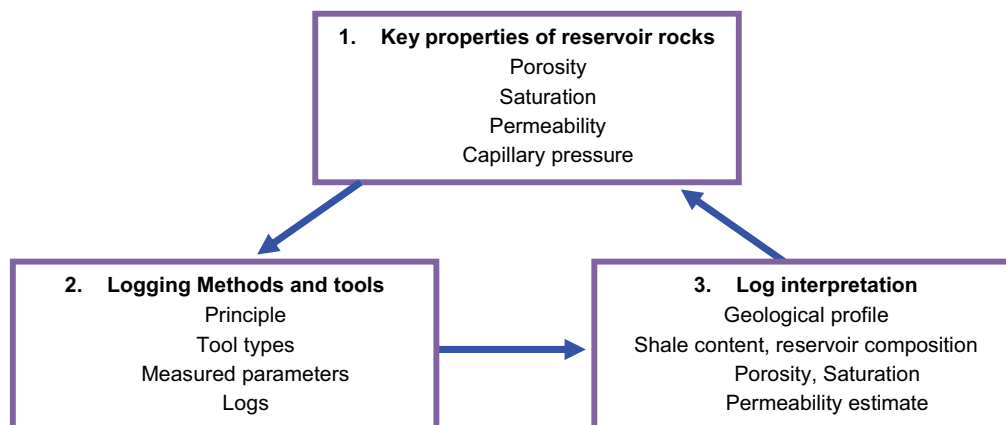 1. Key properties of reservoir rocks
Porosity
Saturation
Permeability
Capillary pressure
2. Logging Methods and tools
Principle
Tool types
Measured parameters
Logs
3. Log interpretation
Geological profile
Shale content, reservoir composition
Porosity, Saturation
Permeability estimate